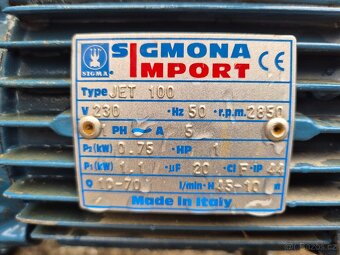 SIGMONA
IMPORT CE
SIGMA
Type JET 100
V 230 Hz 50 r.p.m. 2850
PH A 5
P2(kW) 0.75 HP 1
P1(kW) 1.1 µF 20 Cl F IP 44
Q 10-70 l/min-H 45-10 m
Made in Italy